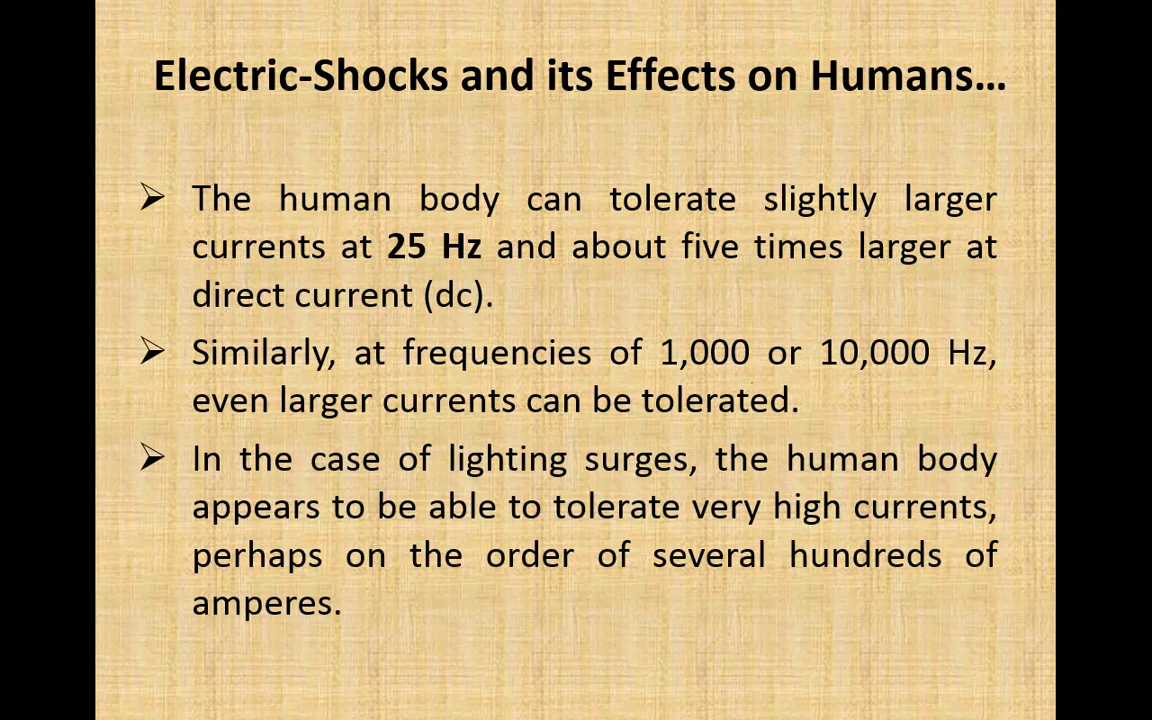 Electric-Shocks and its Effects on Humans...
➢ The human body can tolerate slightly larger
currents at 25 Hz and about five times larger at
direct current (dc).
➢ Similarly, at frequencies of 1,000 or 10,000 Hz,
even larger currents can be tolerated.
➢ In the case of lighting surges, the human body
appears to be able to tolerate very high currents,
perhaps on the order of several hundreds of
amperes.